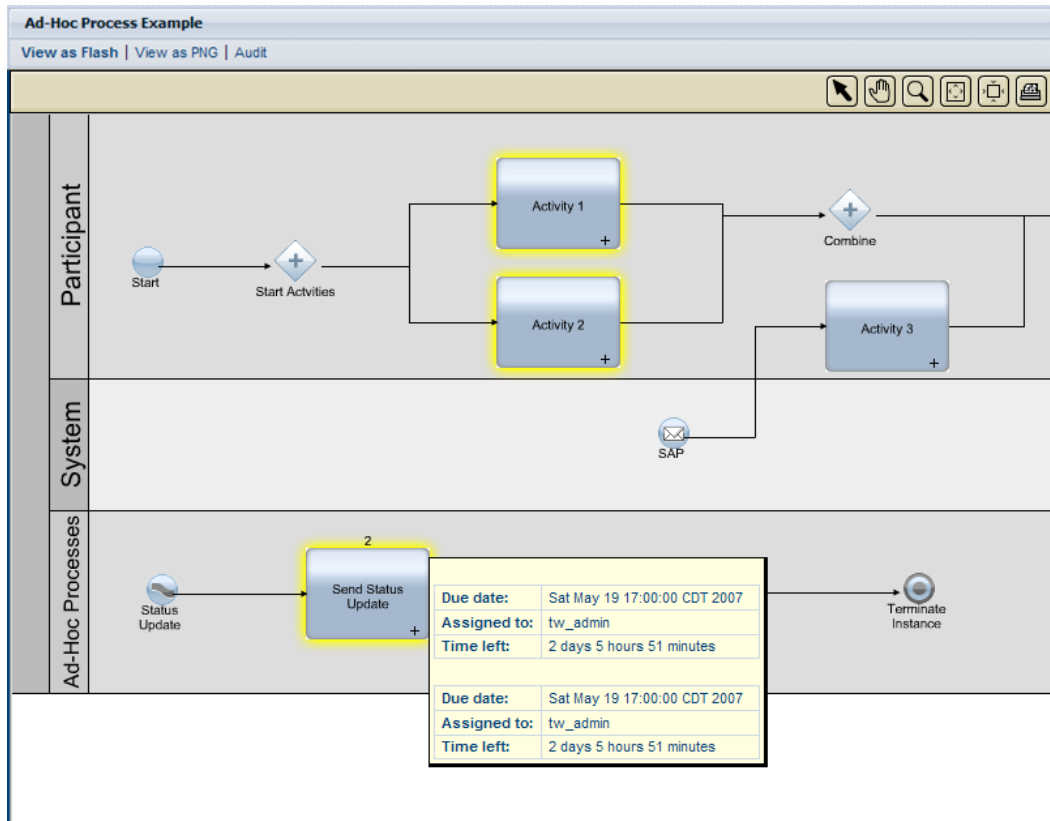 Ad-Hoc Process Example
View as Flash | View as PNG | Audit
Participant
Start
Start Actvities
Activity 1
Activity 2
Combine
Activity 3
System
SAP
Ad-Hoc Processes
Status
Update
2
Send Status
Update
Due date: Sat May 19 17:00:00 CDT 2007
Assigned to: tw_admin
Time left: 2 days 5 hours 51 minutes
Due date: Sat May 19 17:00:00 CDT 2007
Assigned to: tw_admin
Time left: 2 days 5 hours 51 minutes
Terminate
Instance